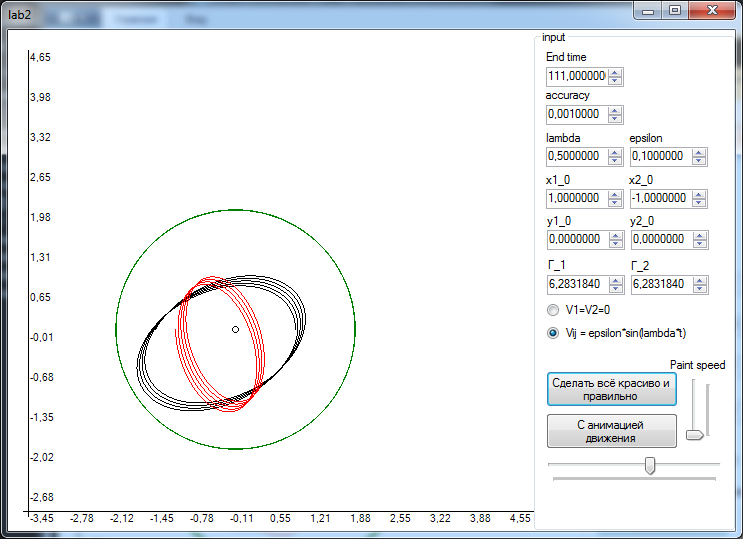 lab2
input
4,65
3,98
3,32
2,65
1,98
1,31
0,65
-0,01
-0,68
-1,35
-2,02
-2,68
-3,45 -2,78 -2,12 -1,45 -0,78 -0,11 0,55 1,21 1,88 2,55 3,22 3,88 4,55
End time
111,000000
accuracy
0,0010000
lambda epsilon
0,5000000 0,1000000
x1_0 x2_0
1,0000000 -1,0000000
y1_0 y2_0
0,0000000 0,0000000
Г_1 Г_2
6,2831840 6,2831840
V1=V2=0
Vij = epsilon*sin(lambda*t)
Paint speed
Сделать всё красиво и
правильно
С анимацией
движения